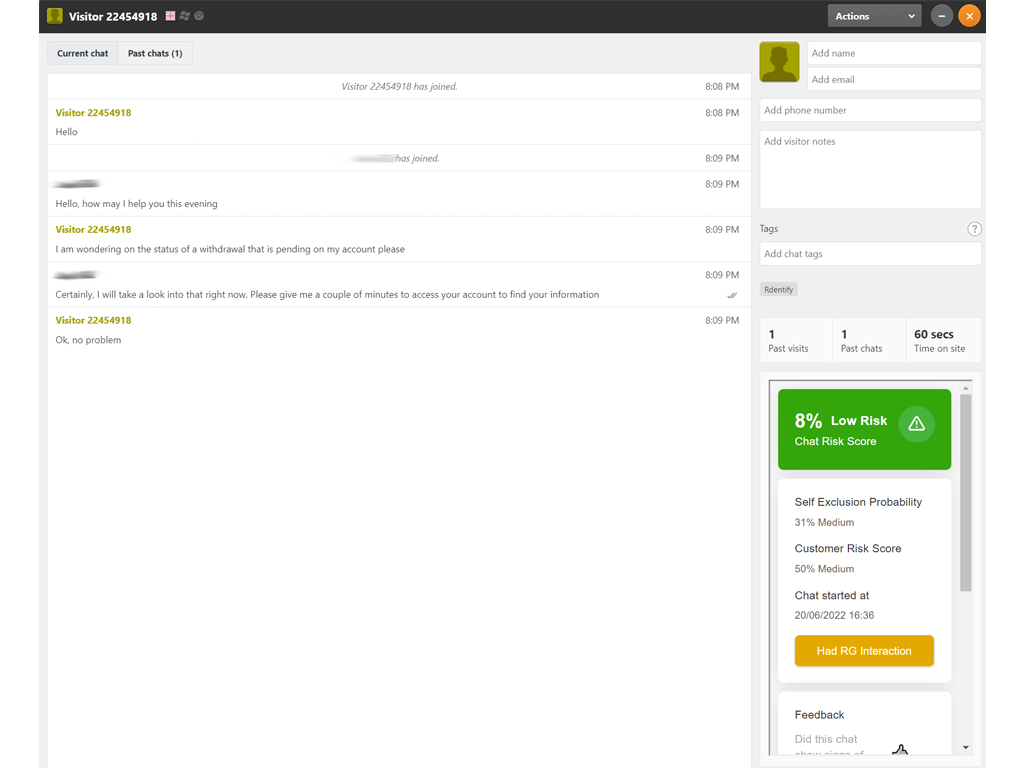 Visitor 22454918
Actions
Current chat
Past chats (1)
Visitor 22454918 has joined. 8:08 PM
Visitor 22454918 8:08 PM
Hello
has joined. 8:09 PM
8:09 PM
Hello, how may I help you this evening
Visitor 22454918 8:09 PM
I am wondering on the status of a withdrawal that is pending on my account please
8:09 PM
Certainly, I will take a look into that right now. Please give me a couple of minutes to access your account to find your information
Visitor 22454918 8:09 PM
Ok, no problem
Add name
Add email
Add phone number
Add visitor notes
Tags
?
Add chat tags
Rdentify
1
Past visits
1
Past chats
60 secs
Time on site
8% Low Risk
Chat Risk Score
Self Exclusion Probability
31% Medium
Customer Risk Score
50% Medium
Chat started at
20/06/2022 16:36
Had RG Interaction
Feedback
Did this chat
show signs of